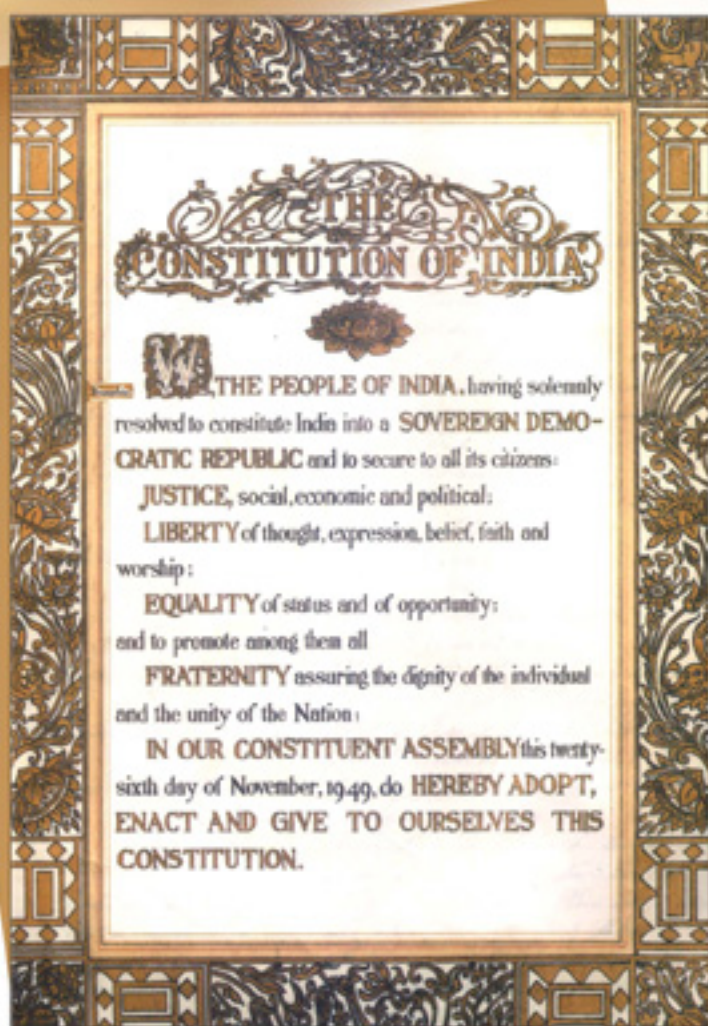 THE
CONSTITUTION OF INDIA
WE, THE PEOPLE OF INDIA, having solemnly
resolved to constitute India into a SOVEREIGN DEMO-
CRATIC REPUBLIC and to secure to all its citizens:
JUSTICE, social, economic and political;
LIBERTY of thought, expression, belief, faith and
worship;
EQUALITY of status and of opportunity;
and to promote among them all
FRATERNITY assuring the dignity of the individual
and the unity of the Nation;
IN OUR CONSTITUENT ASSEMBLY this twenty-
sixth day of November, 1949, do HEREBY ADOPT,
ENACT AND GIVE TO OURSELVES THIS
CONSTITUTION.